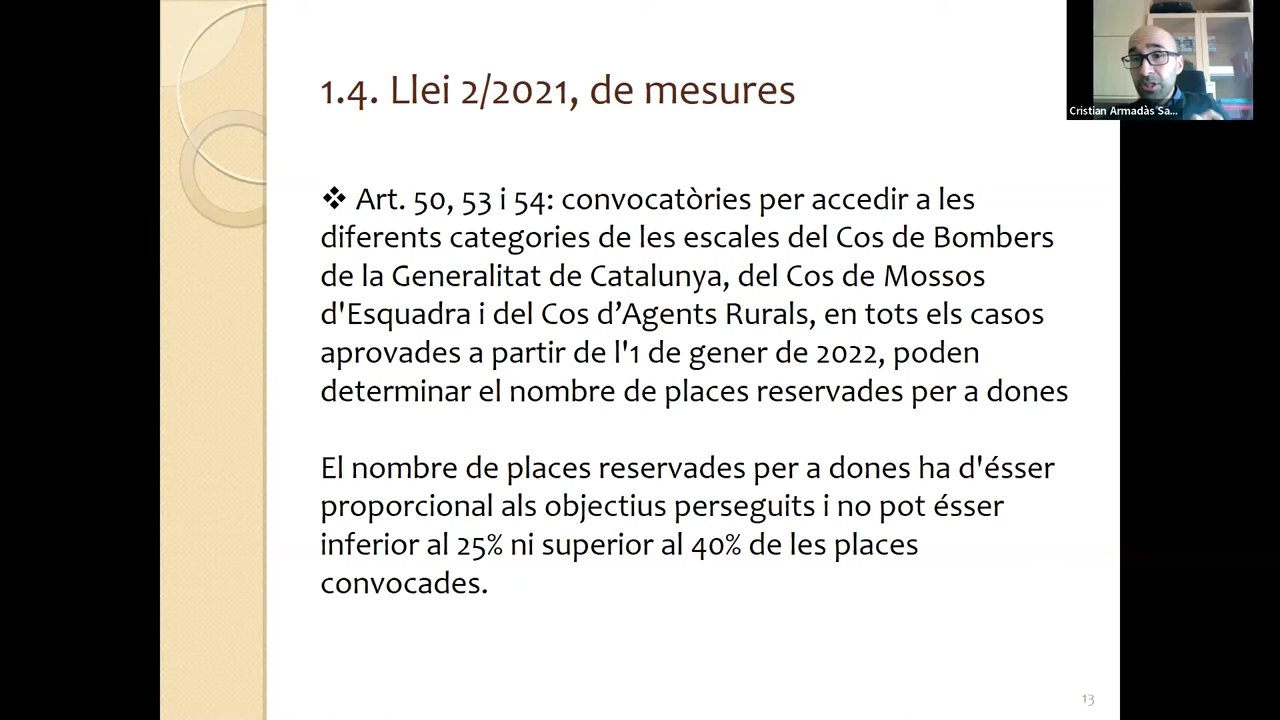 1.4. Llei 2/2021, de mesures
Cristian Armadàs Sa...
❖ Art. 50, 53 i 54: convocatòries per accedir a les
diferents categories de les escales del Cos de Bombers
de la Generalitat de Catalunya, del Cos de Mossos
d'Esquadra i del Cos d’Agents Rurals, en tots els casos
aprovades a partir de l'1 de gener de 2022, poden
determinar el nombre de places reservades per a dones
El nombre de places reservades per a dones ha d'ésser
proporcional als objectius perseguits i no pot ésser
inferior al 25% ni superior al 40% de les places
convocades.
13